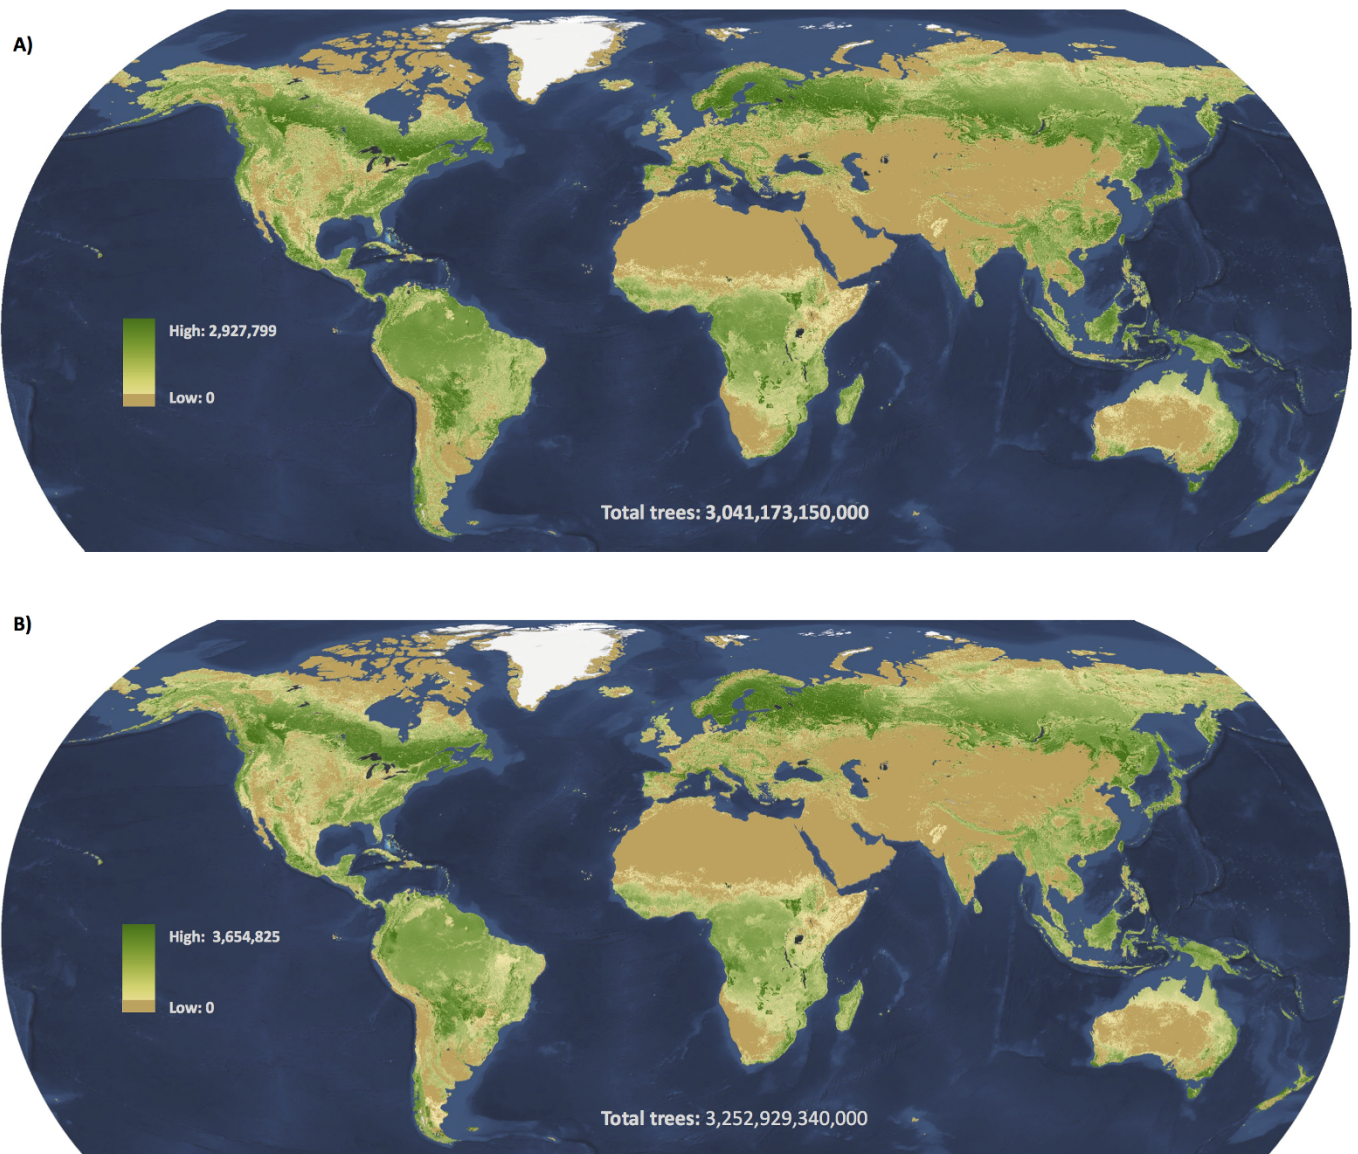 A)
High: 2,927,799
Low: 0
Total trees: 3,041,173,150,000
B)
High: 3,654,825
Low: 0
Total trees: 3,252,929,340,000